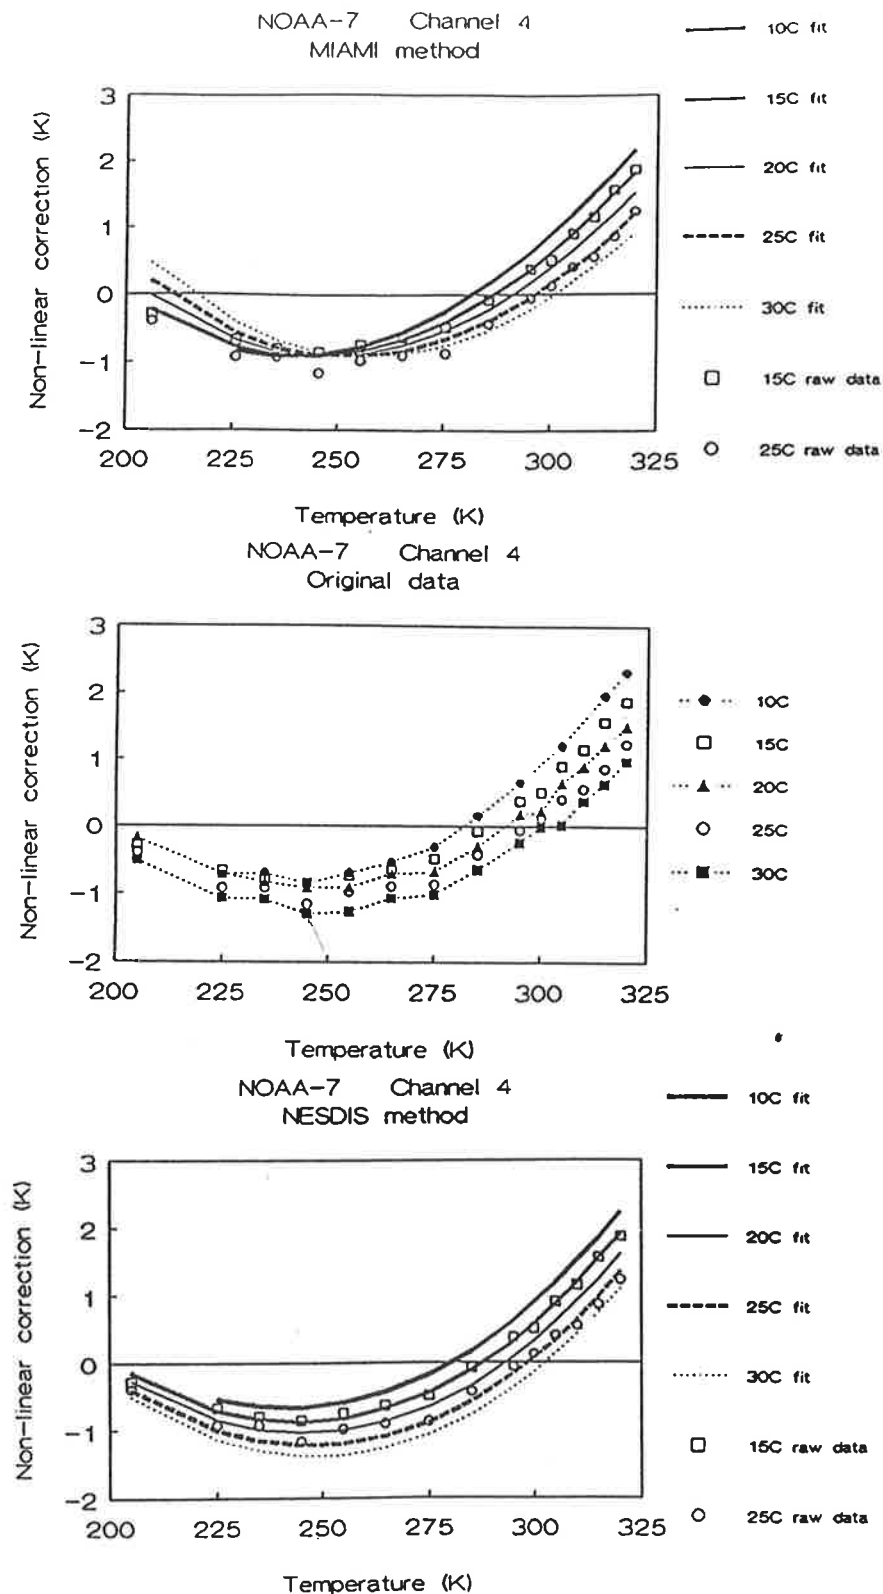 NOAA-7 Channel 4
MIAMI method
Non-linear correction (K)
3
2
1
0
-1
-2
200 225 250 275 300 325
Temperature (K)
10C fit
15C fit
20C fit
25C fit
30C fit
15C raw data
25C raw data
NOAA-7 Channel 4
Original data
Non-linear correction (K)
3
2
1
0
-1
-2
200 225 250 275 300 325
Temperature (K)
10C
15C
20C
25C
30C
NOAA-7 Channel 4
NESDIS method
Non-linear correction (K)
3
2
1
0
-1
-2
200 225 250 275 300 325
Temperature (K)
10C fit
15C fit
20C fit
25C fit
30C fit
15C raw data
25C raw data